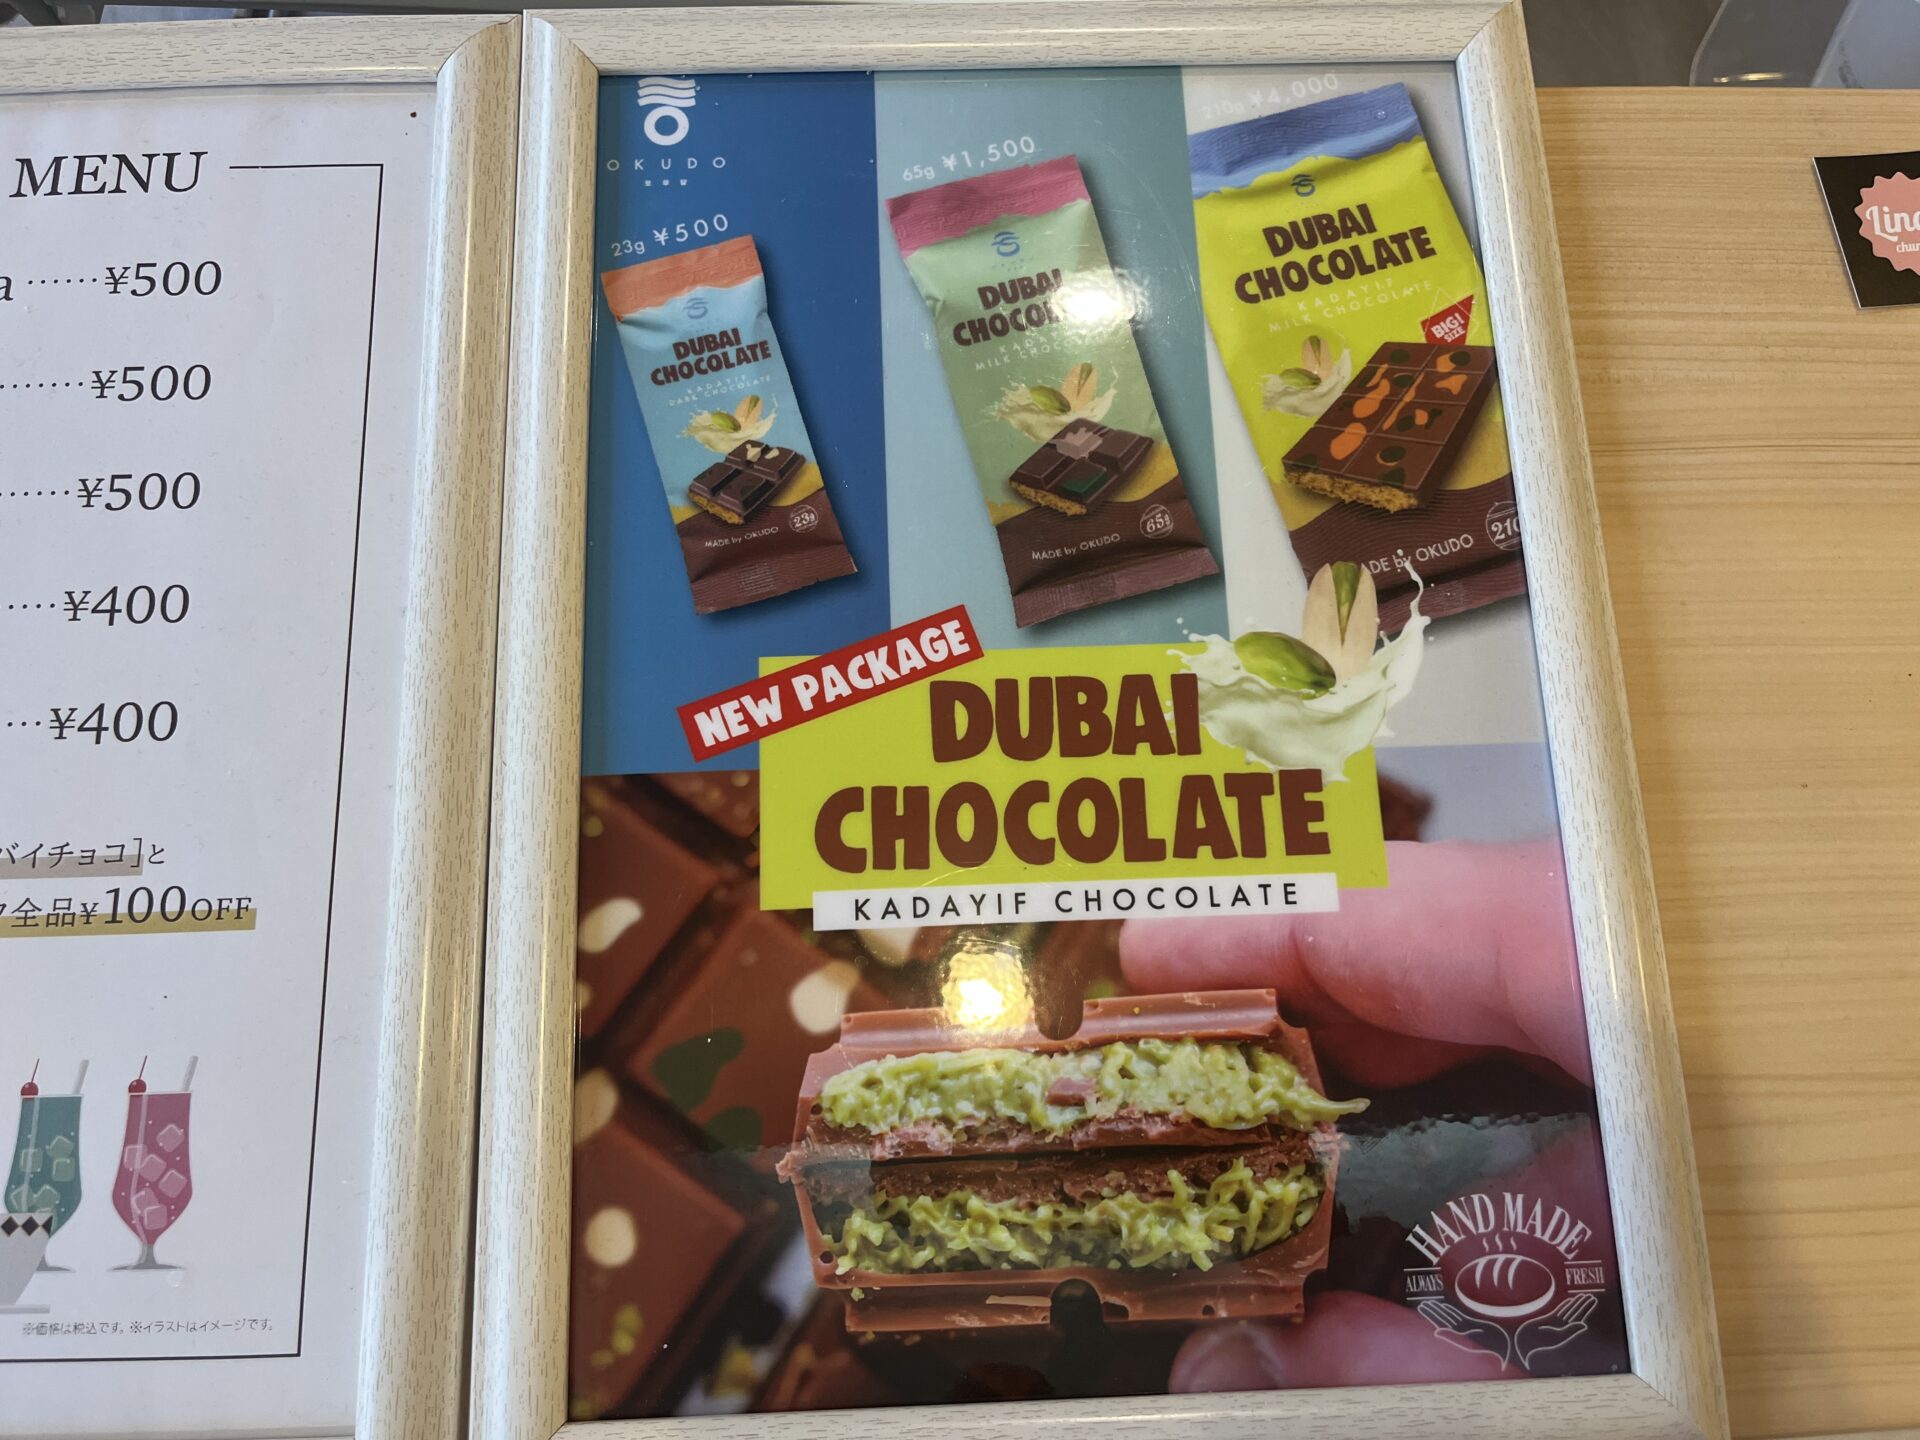 MENU
a ······ ¥500
······· ¥500
······ ¥500
···· ¥400
··· ¥400
バイチョコ]と
全品¥100OFF
※価格は税込です。※イラストはイメージです。
OKUDO
23g ¥500
65g ¥1,500
210g ¥4,000
DUBAI
CHOCOLATE
KADAYIF
DARK CHOCOLATE
MADE by OKUDO
23g
DUBAI
MADE by OKUDO
65g
DUBAI
CHOCOLATE
KADAYIF
MILK CHOCOLATE
BIG!
SIZE
OKUDO
NEW PACKAGE
DUBAI
CHOCOLATE
KADAYIF CHOCOLATE
HAND MADE
ALWAYS FRESH